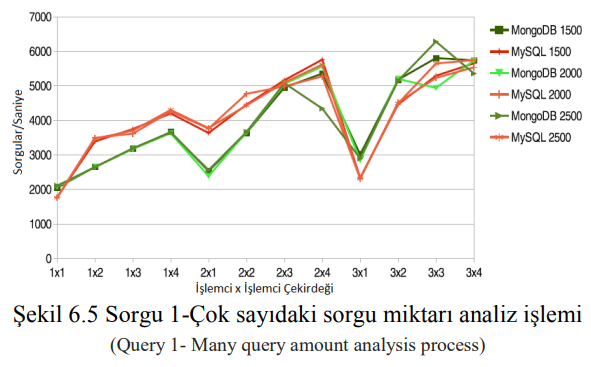 7000
6000
5000
4000
3000
2000
1000
0
Sorgular/Saniye
1x1 1x2 1x3 1x4 2x1 2x2 2x3 2x4 3x1 3x2 3x3 3x4
İşlemci x İşlemci Çekirdeği
MongoDB 1500
MySQL 1500
MongoDB 2000
MySQL 2000
MongoDB 2500
MySQL 2500
Şekil 6.5 Sorgu 1-Çok sayıdaki sorgu miktarı analiz işlemi
(Query 1- Many query amount analysis process)